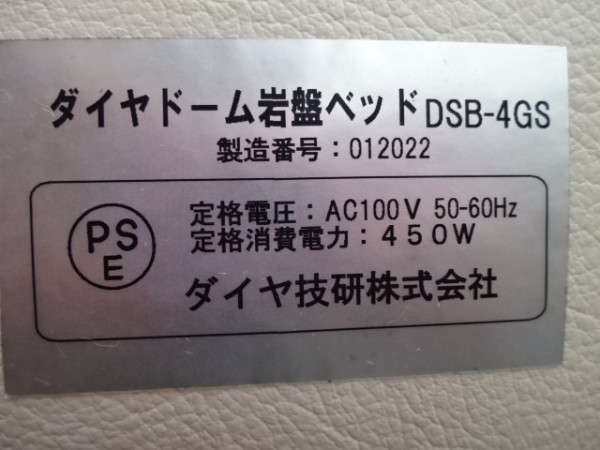 ダイヤドーム岩盤ベッドDSB-4GS
製造番号：012022
PS
E
定格電圧：AC100V 50-60Hz
定格消費電力：４５０W
ダイヤ技研株式会社